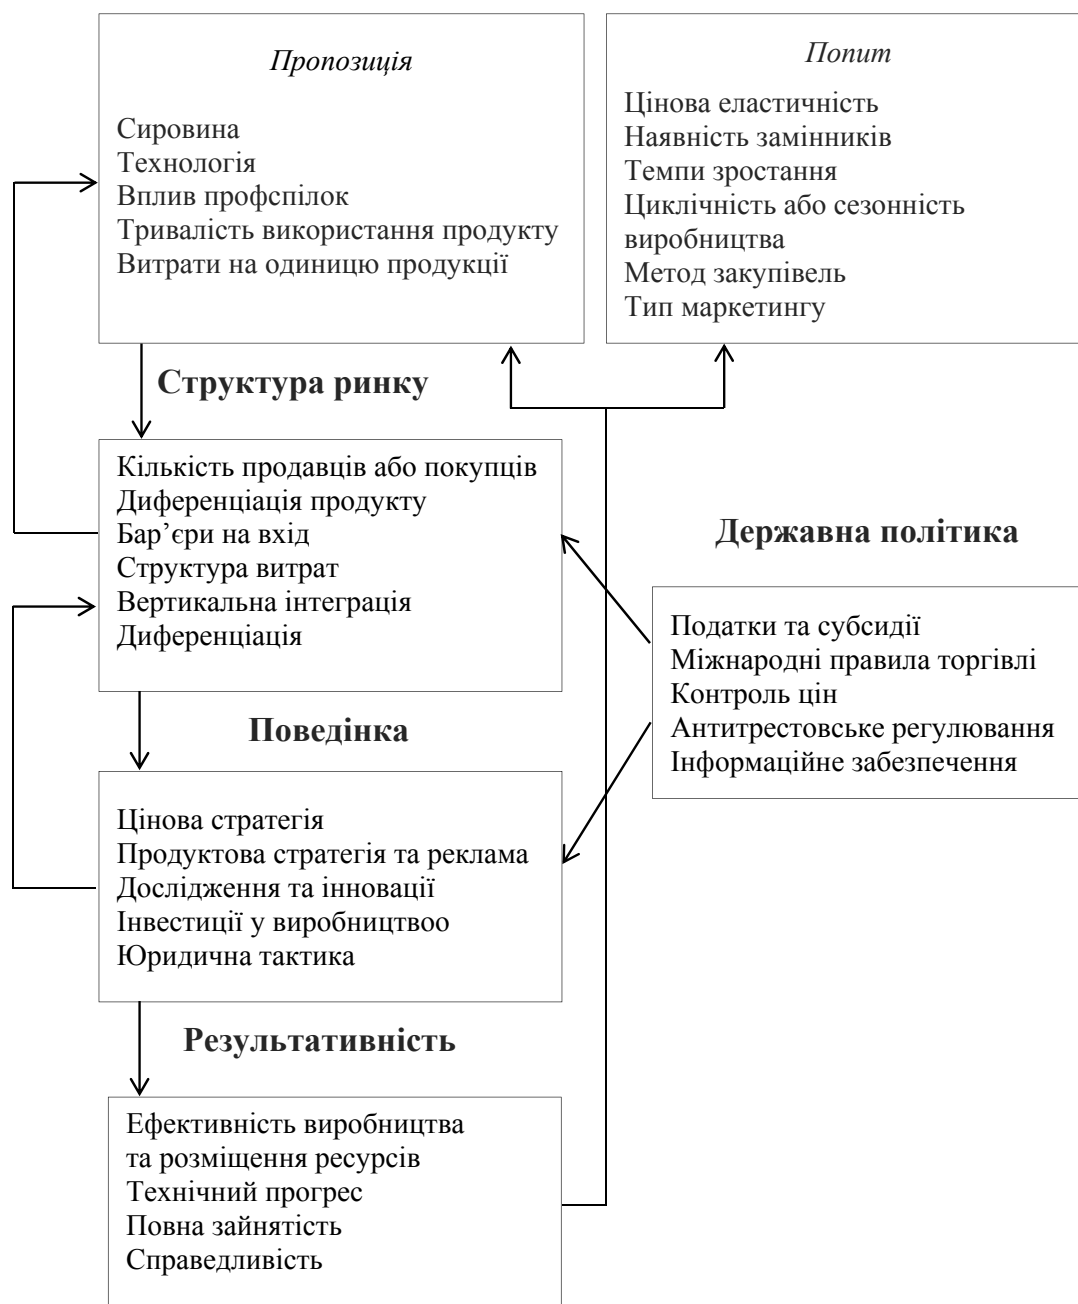 Пропозиція
Сировина
Технологія
Вплив профспілок
Тривалість використання продукту
Витрати на одиницю продукції
Попит
Цінова еластичність
Наявність замінників
Темпи зростання
Циклічність або сезонність
виробництва
Метод закупівель
Тип маркетингу
Структура ринку
Кількість продавців або покупців
Диференціація продукту
Бар’єри на вхід
Структура витрат
Вертикальна інтеграція
Диференціація
Державна політика
Податки та субсидії
Міжнародні правила торгівлі
Контроль цін
Антитрестовське регулювання
Інформаційне забезпечення
Поведінка
Цінова стратегія
Продуктова стратегія та реклама
Дослідження та інновації
Інвестиції у виробництвоо
Юридична тактика
Результативність
Ефективність виробництва
та розміщення ресурсів
Технічний прогрес
Повна зайнятість
Справедливість